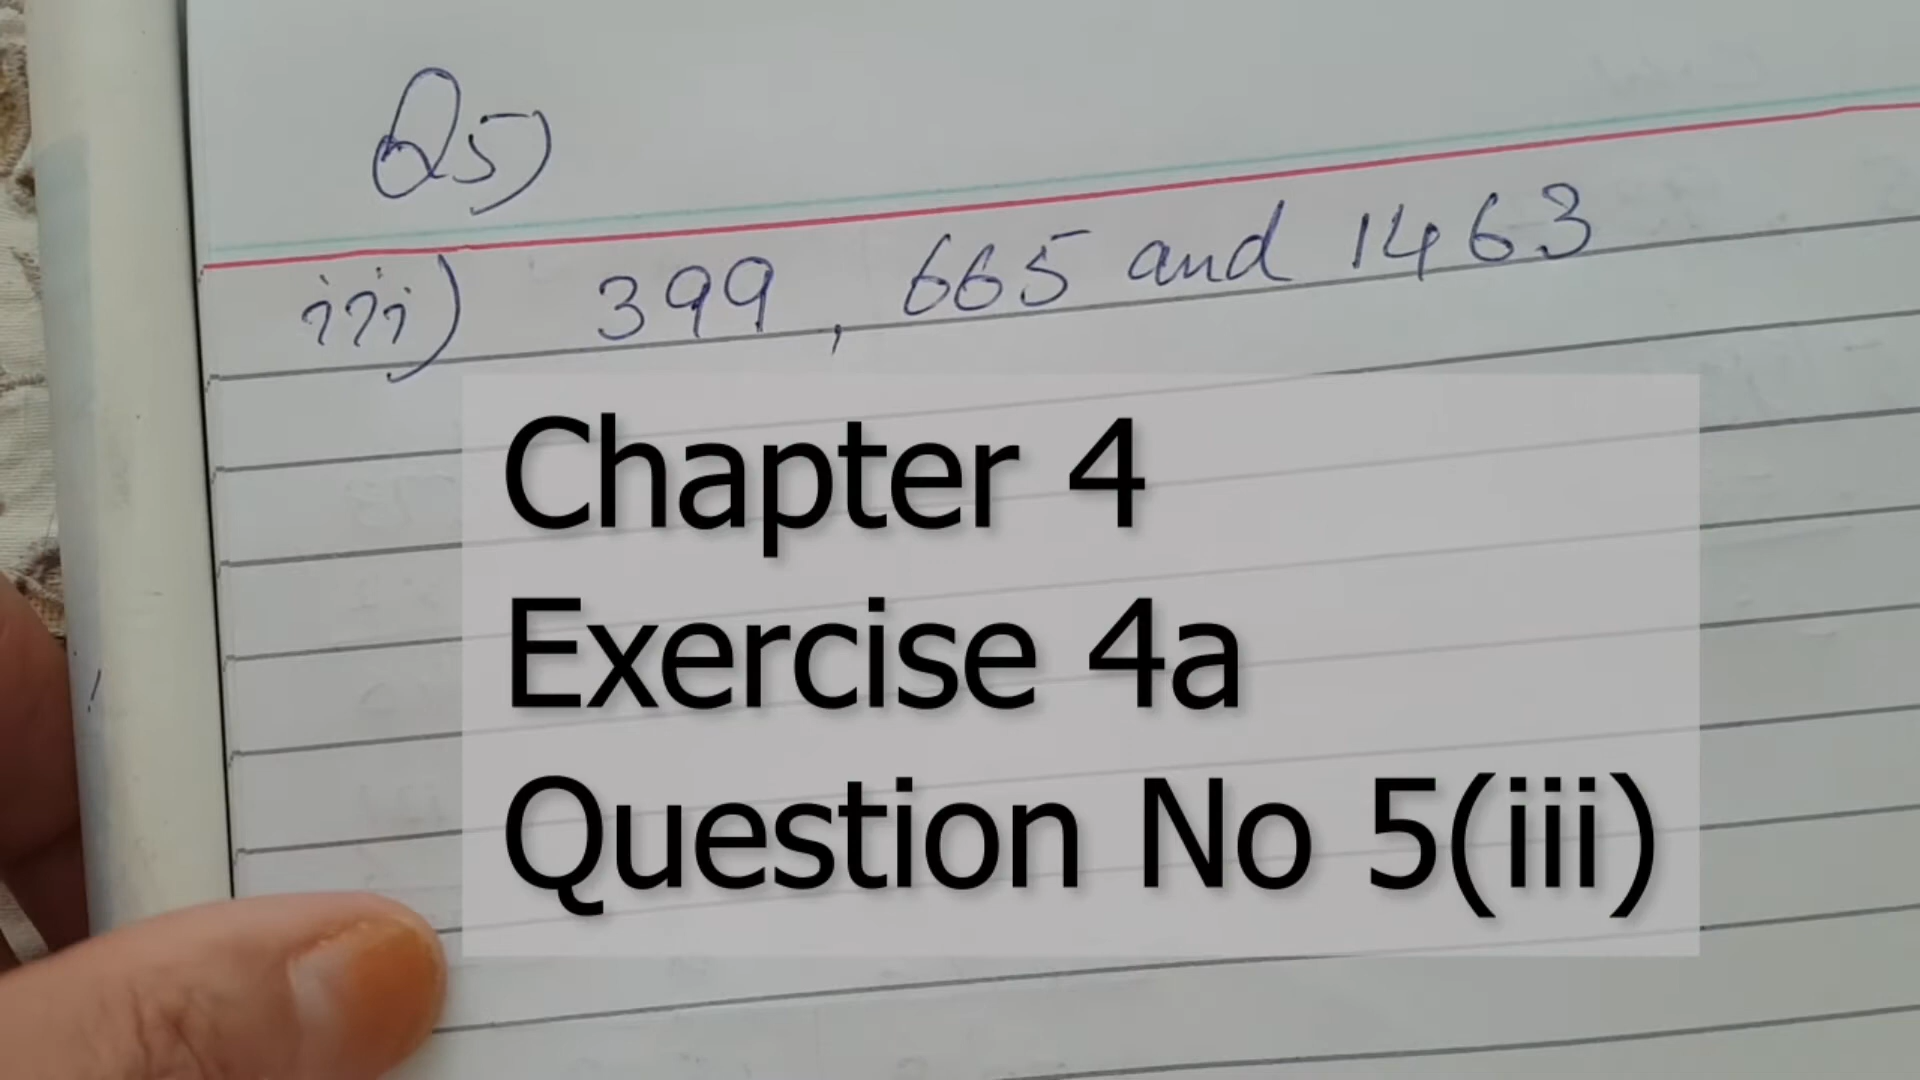 Q5)
iii) 399, 665 and 1463
Chapter 4
Exercise 4a
Question No 5(iii)